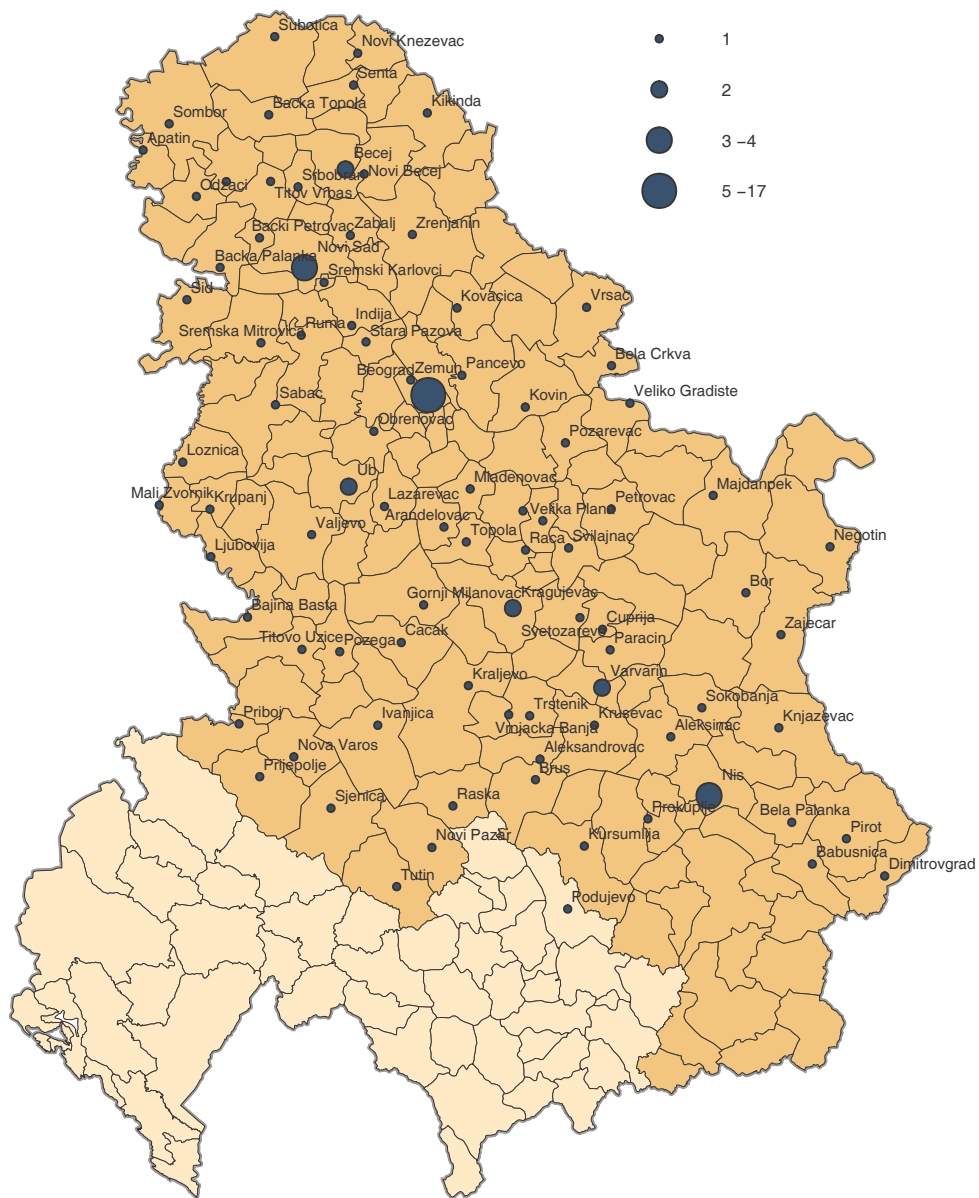 Subotica
1
Novi Knezevac
Senta
2
Backa Topola
Kikinda
Sombor
3 –4
Apatin
Becej
Srbobran
Novi Becej
Odzaci
Titov Vrbas
5 –17
Backi Petrovac
Zabalj
Zrenjanin
Novi Sad
Backa Palanka
Sremski Karlovci
Sid
Kovacica
Vrsac
Indija
Ruma
Sremska Mitrovica
Stara Pazova
Bela Crkva
Beograd
Zemun
Pancevo
Sabac
Kovin
Veliko Gradiste
Obrenovac
Pozarevac
Loznica
Ub
Mladenovac
Mali Zvornik
Krupanj
Lazarevac
Velika Plana
Petrovac
Majdanpek
Valjevo
Arandelovac
Topola
Raca
Svilajnac
Negotin
Ljubovija
Bajina Basta
Gornji Milanovac
Kragujevac
Bor
Titovo Uzice
Pozega
Cacak
Svetozarevo
Cuprija
Paracin
Zajecar
Kraljevo
Varvarin
Priboj
Ivanjica
Trstenik
Vrnjacka Banja
Krusevac
Sokobanja
Aleksinac
Knjazevac
Nova Varos
Prijepolje
Aleksandrovac
Brus
Nis
Sjenica
Raska
Prokuplje
Bela Palanka
Novi Pazar
Kursumlija
Pirot
Babusnica
Dimitrovgrad
Tutin
Podujevo